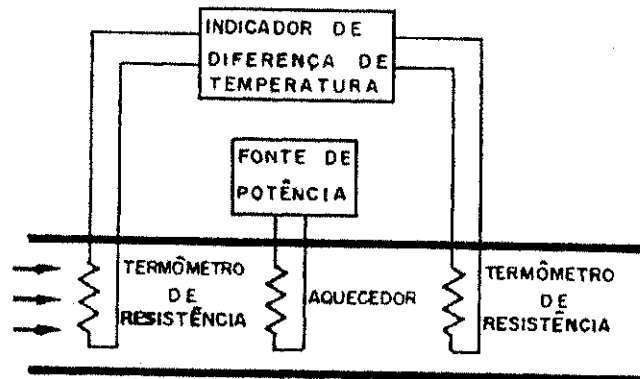 INDICADOR DE
DIFERENÇA DE
TEMPERATURA
FONTE DE
POTÊNCIA
TERMÔMETRO
DE
RESISTÊNCIA
AQUECEDOR
TERMÔMETRO
DE
RESISTÊNCIA